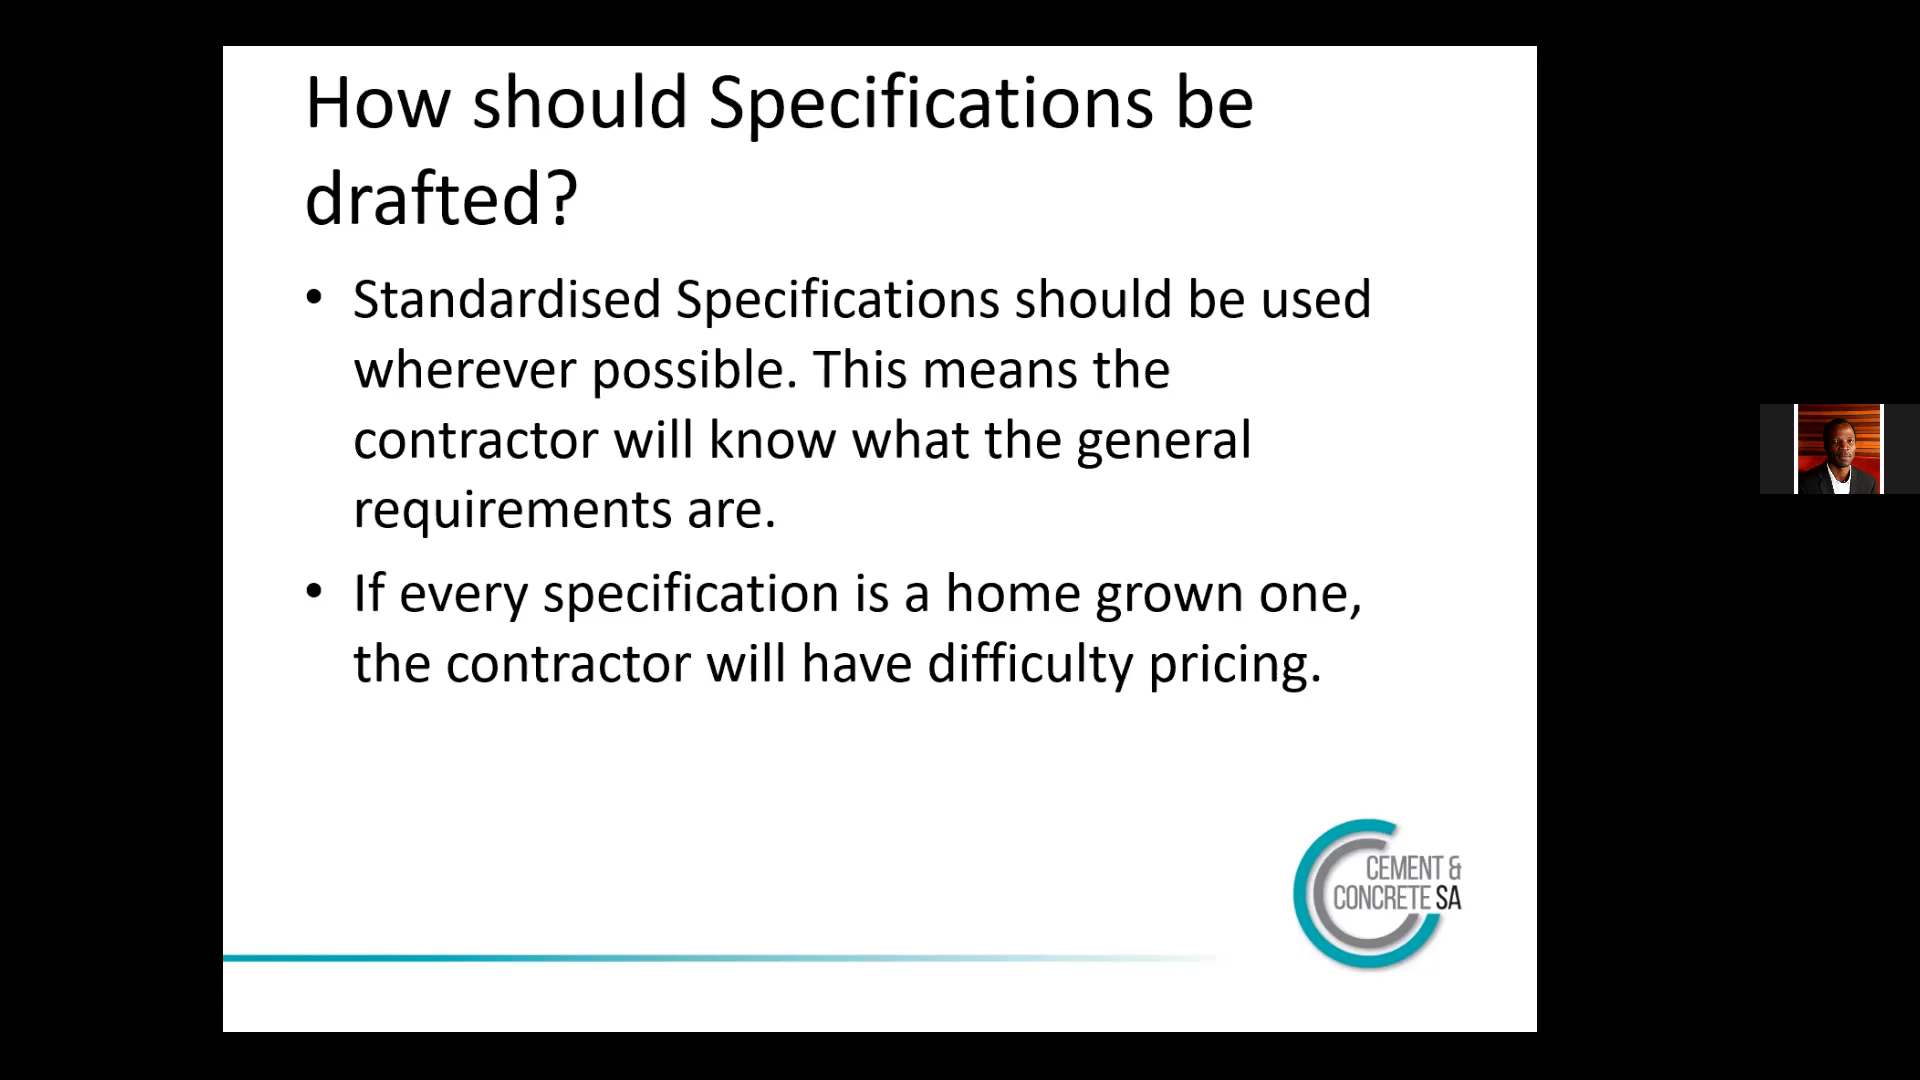 How should Specifications be
drafted?
• Standardised Specifications should be used
wherever possible. This means the
contractor will know what the general
requirements are.
• If every specification is a home grown one,
the contractor will have difficulty pricing.
CEMENT &
CONCRETE SA